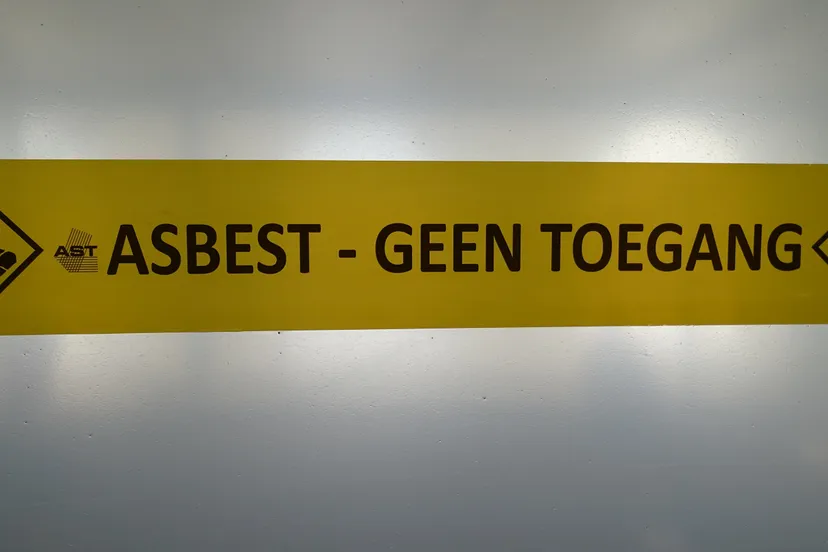 AST ASBEST - GEEN TOEGANG